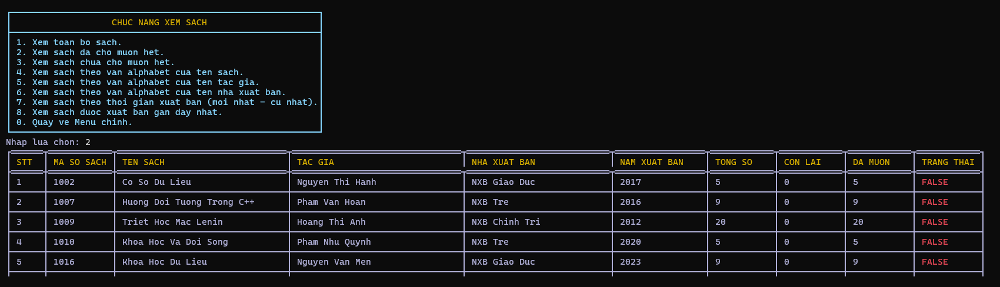 CHUC NANG XEM SACH
1. Xem toan bo sach.
2. Xem sach da cho muon het.
3. Xem sach chua cho muon het.
4. Xem sach theo van alphabet cua ten sach.
5. Xem sach theo van alphabet cua ten tac gia.
6. Xem sach theo van alphabet cua ten nha xuat ban.
7. Xem sach theo thoi gian xuat ban (moi nhat - cu nhat).
8. Xem sach duoc xuat ban gan day nhat.
0. Quay ve Menu chinh.
Nhap lua chon: 2
STT MA SO SACH TEN SACH TAC GIA NHA XUAT BAN NAM XUAT BAN TONG SO CON LAI DA MUON TRANG THAI
1 1002 Co So Du Lieu Nguyen Thi Hanh NXB Giao Duc 2017 5 0 5 FALSE
2 1007 Huong Doi Tuong Trong C++ Pham Van Hoan NXB Tre 2016 9 0 9 FALSE
3 1009 Triet Hoc Mac Lenin Hoang Thi Anh NXB Chinh Tri 2012 20 0 20 FALSE
4 1010 Khoa Hoc Va Doi Song Pham Nhu Quynh NXB Tre 2020 5 0 5 FALSE
5 1016 Khoa Hoc Du Lieu Nguyen Van Men NXB Giao Duc 2023 9 0 9 FALSE